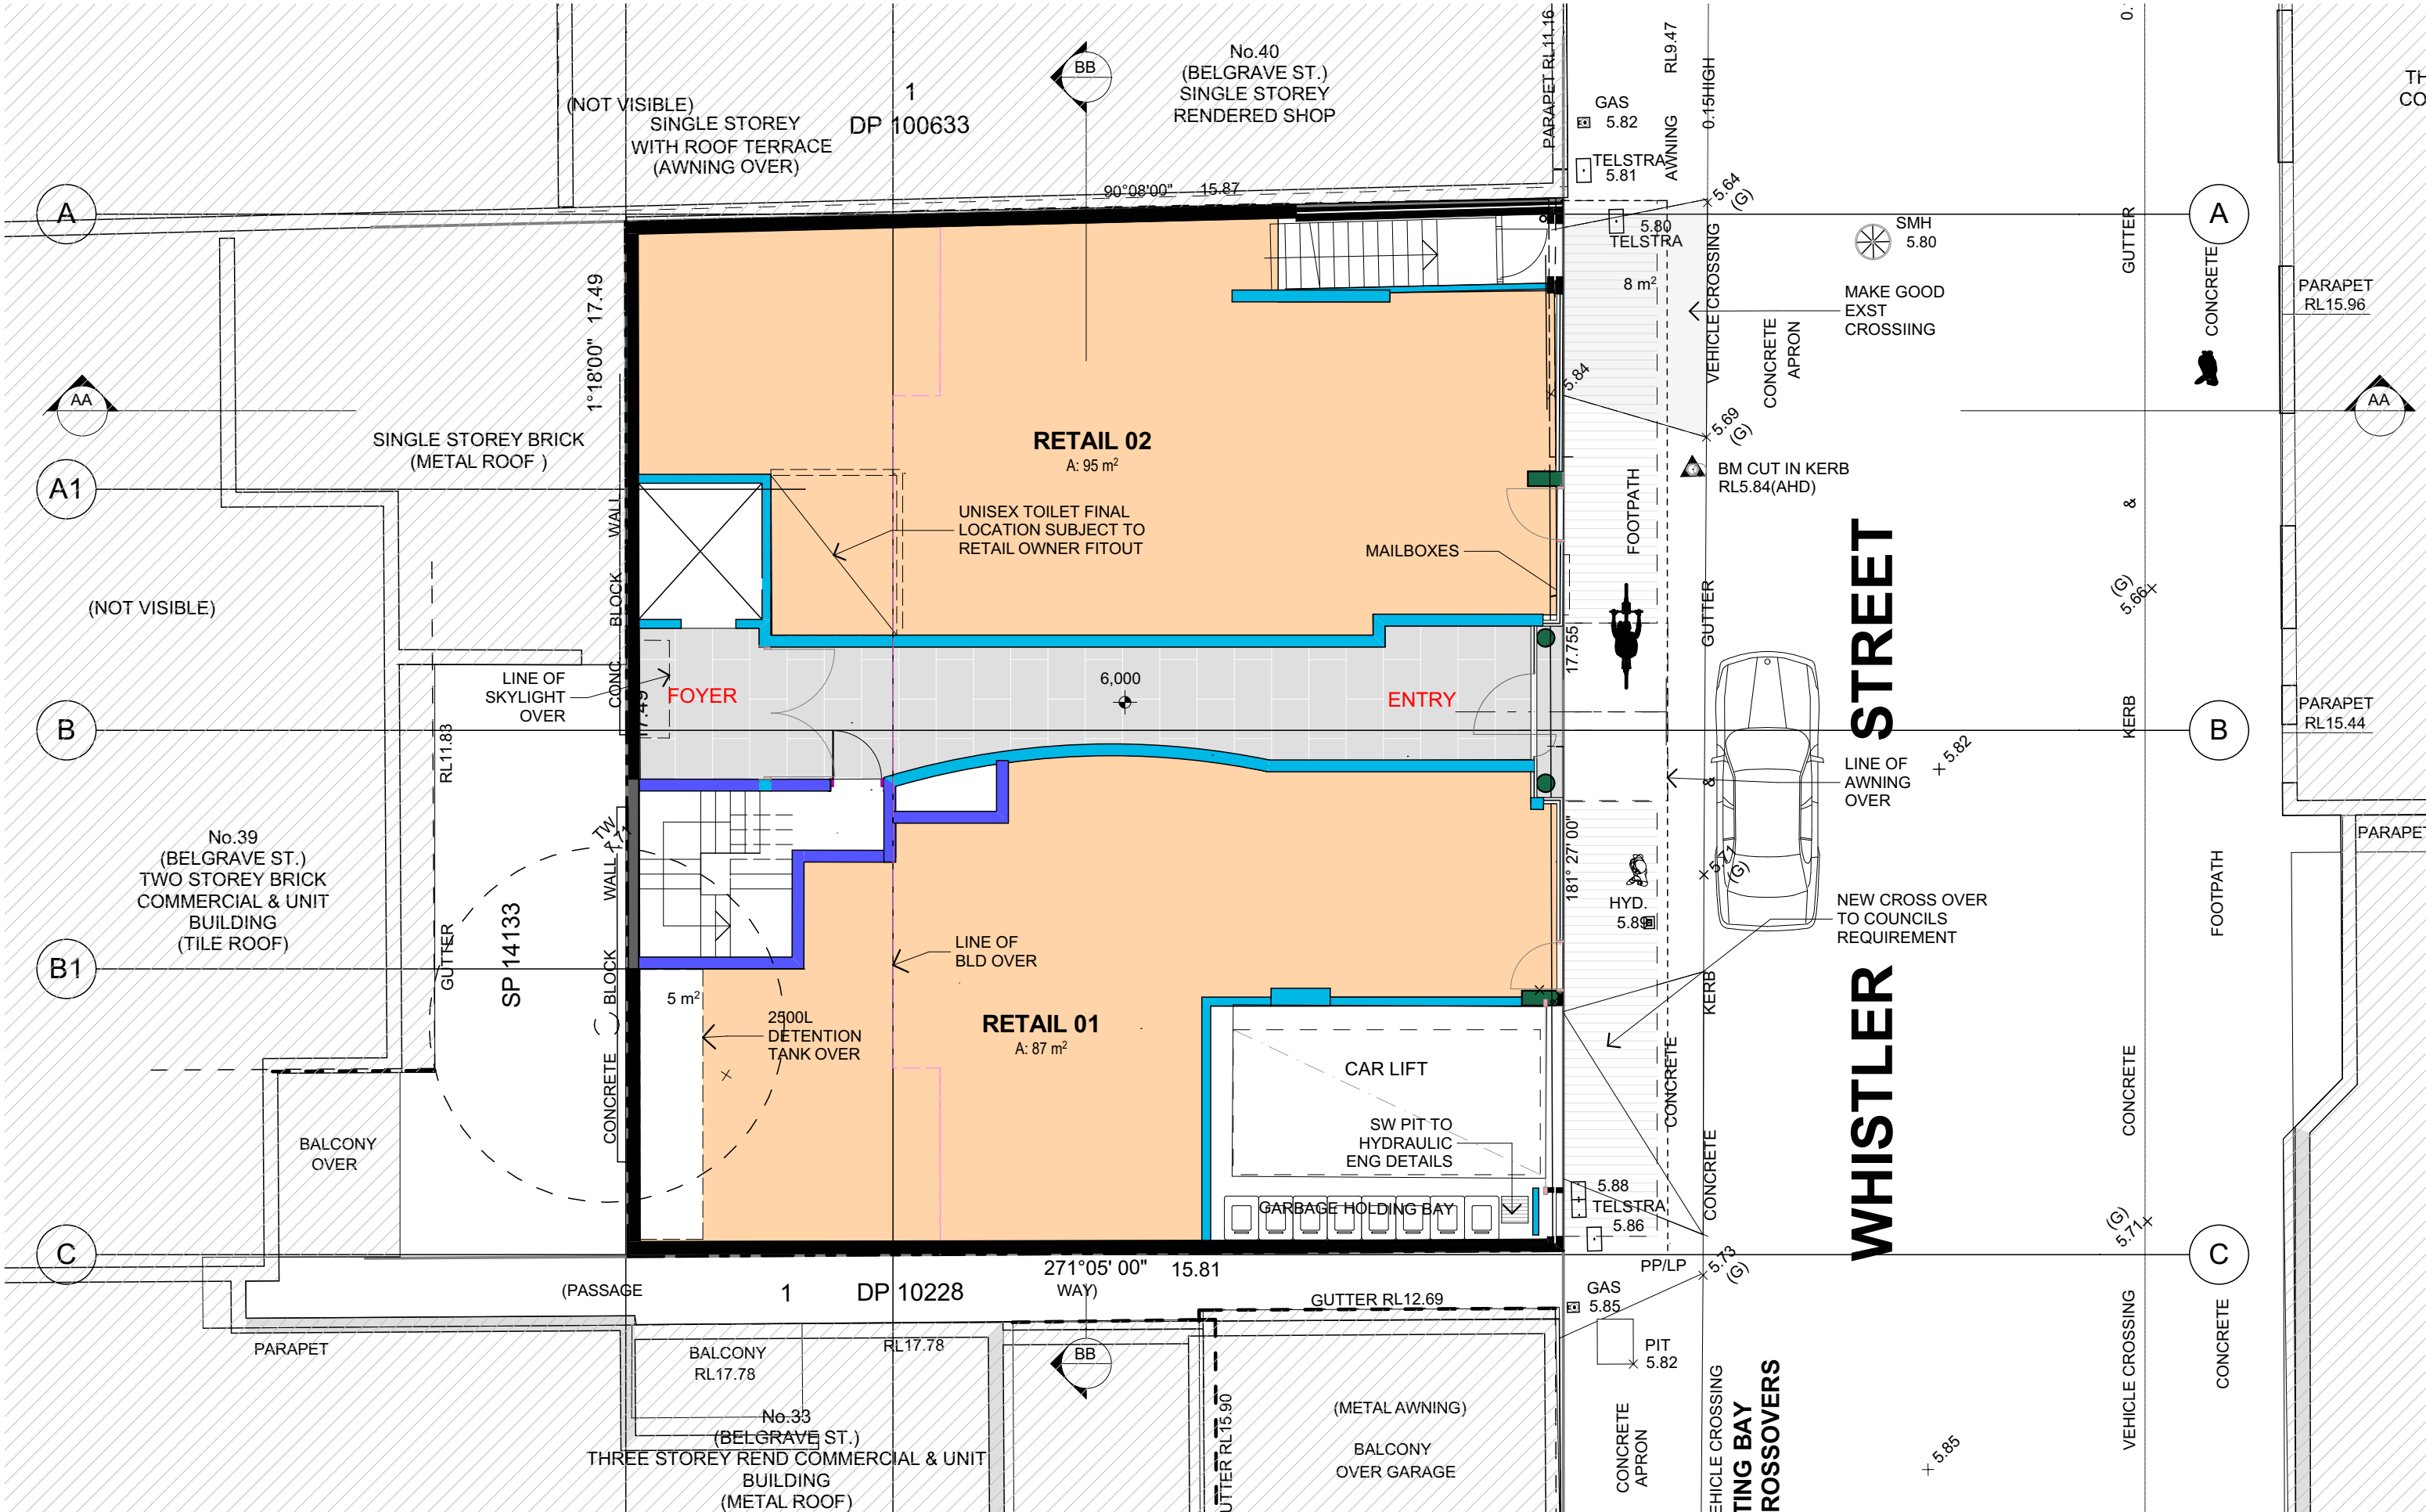 No.40
(BELGRAVE ST.)
SINGLE STOREY
RENDERED SHOP
BB
1
DP 100633
(NOT VISIBLE)
SINGLE STOREY
WITH ROOF TERRACE
(AWNING OVER)
90°08'00" 15.87
PARAPET RL11.16
AWNING RL9.47
0.15HIGH
GAS
5.82
TELSTRA
5.81
5.64
(G)
5.80
TELSTRA
8 m²
SMH
5.80
A
A
MAKE GOOD
EXST
CROSSIING
VEHICLE CROSSING
CONCRETE
APRON
GUTTER
CONCRETE
PARAPET
RL15.96
1°18'00" 17.49
AA
AA
SINGLE STOREY BRICK
(METAL ROOF )
A1
RETAIL 02
A: 95 m²
5.84
5.69
(G)
BM CUT IN KERB
RL5.84(AHD)
UNISEX TOILET FINAL
LOCATION SUBJECT TO
RETAIL OWNER FITOUT
MAILBOXES
FOOTPATH
GUTTER
&
KERB
&
CONC. BLOCK WALL
(NOT VISIBLE)
(G)
5.66
LINE OF
SKYLIGHT
OVER
FOYER
6,000
ENTRY
17.755
STREET
WHISTLER
PARAPET
RL15.44
B
B
RL11.83
LINE OF
AWNING
OVER
5.82
KERB
No.39
(BELGRAVE ST.)
TWO STOREY BRICK
COMMERCIAL & UNIT
BUILDING
(TILE ROOF)
TW
7.71
181° 27' 00"
5.71
(G)
HYD.
5.89
PARAPET
FOOTPATH
NEW CROSS OVER
TO COUNCILS
REQUIREMENT
GUTTER
SP 14133
CONCRETE BLOCK WALL
LINE OF
BLD OVER
B1
5 m²
2500L
DETENTION
TANK OVER
RETAIL 01
A: 87 m²
CAR LIFT
SW PIT TO
HYDRAULIC
ENG DETAILS
GARBAGE HOLDING BAY
CONCRETE
CONCRETE
CONCRETE
BALCONY
OVER
5.88
TELSTRA
5.86
(G)
5.71
C
C
271°05' 00" 15.81
(PASSAGE
WAY)
1
DP 10228
PP/LP
5.73
(G)
GUTTER RL12.69
GAS
5.85
PIT
5.82
PARAPET
BALCONY
RL17.78
RL17.78
BB
No.33
(BELGRAVE ST.)
THREE STOREY REND COMMERCIAL & UNIT
BUILDING
(METAL ROOF)
UTTER RL15.90
(METAL AWNING)
BALCONY
OVER GARAGE
CONCRETE
APRON
EHICLE CROSSING
TING BAY
ROSSOVERS
5.85
VEHICLE CROSSING
CONCRETE